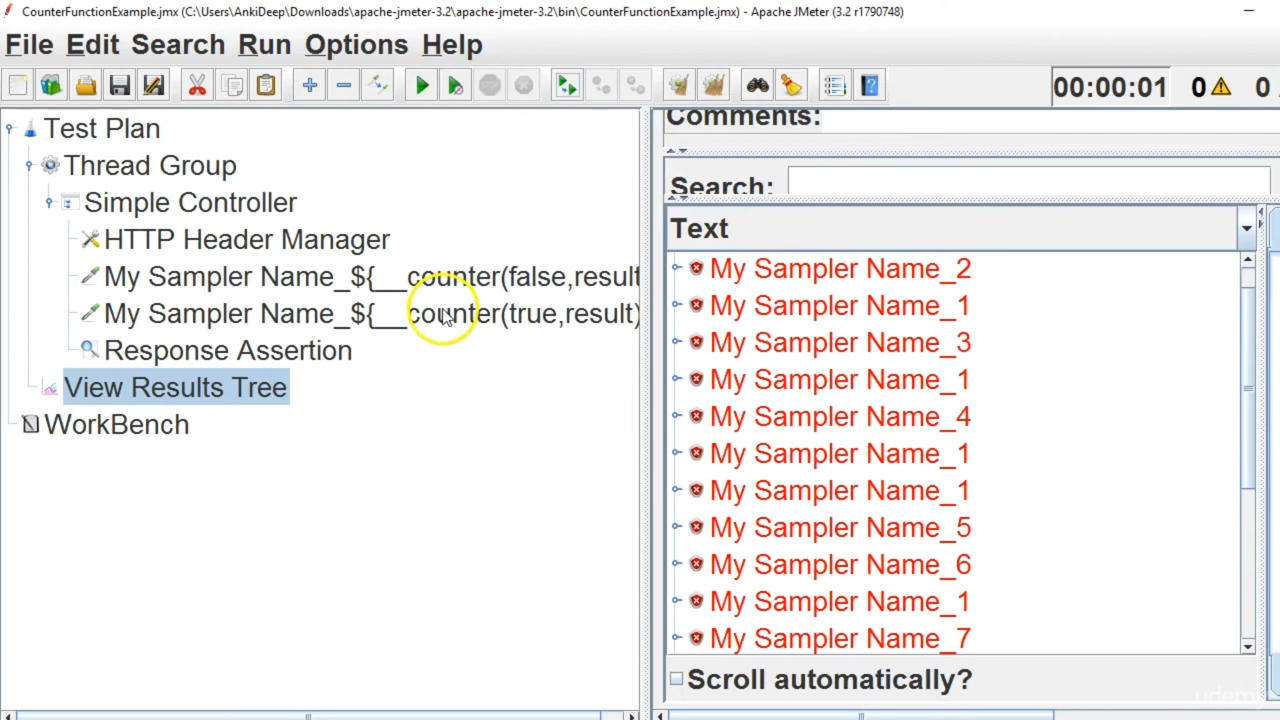 CounterFunctionExample.jmx (C:\Users\AnkiDeep\Downloads\apache-jmeter-3.2\apache-jmeter-3.2\bin\CounterFunctionExample.jmx) - Apache JMeter (3.2 r1790748)
File Edit Search Run Options Help
00:00:01 0 0
Test Plan
Thread Group
Simple Controller
HTTP Header Manager
My Sampler Name_${__counter(false,result
My Sampler Name_${__counter(true,result)
Response Assertion
View Results Tree
WorkBench
Comments:
Search:
Text
My Sampler Name_2
My Sampler Name_1
My Sampler Name_3
My Sampler Name_1
My Sampler Name_4
My Sampler Name_1
My Sampler Name_1
My Sampler Name_5
My Sampler Name_6
My Sampler Name_1
My Sampler Name_7
Scroll automatically?
udemy